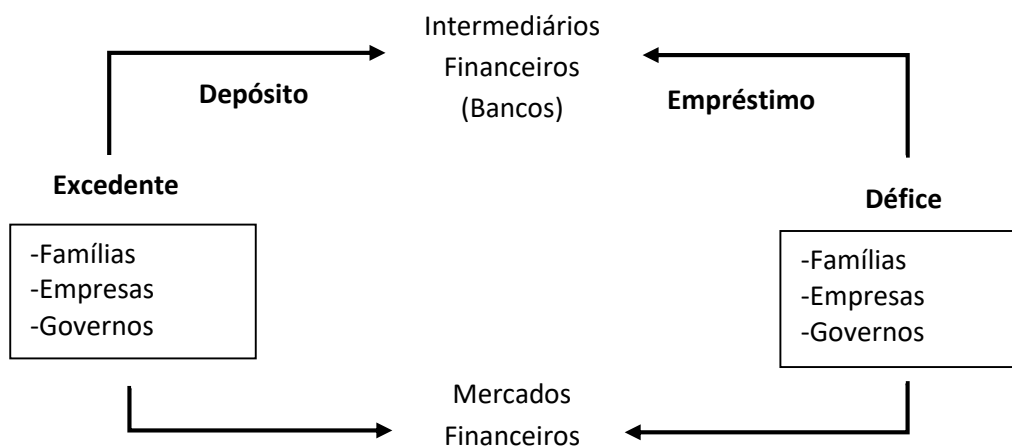 Intermediários
Financeiros
(Bancos)
Depósito
Empréstimo
Excedente
Défice
-Famílias
-Empresas
-Governos
-Famílias
-Empresas
-Governos
Mercados
Financeiros